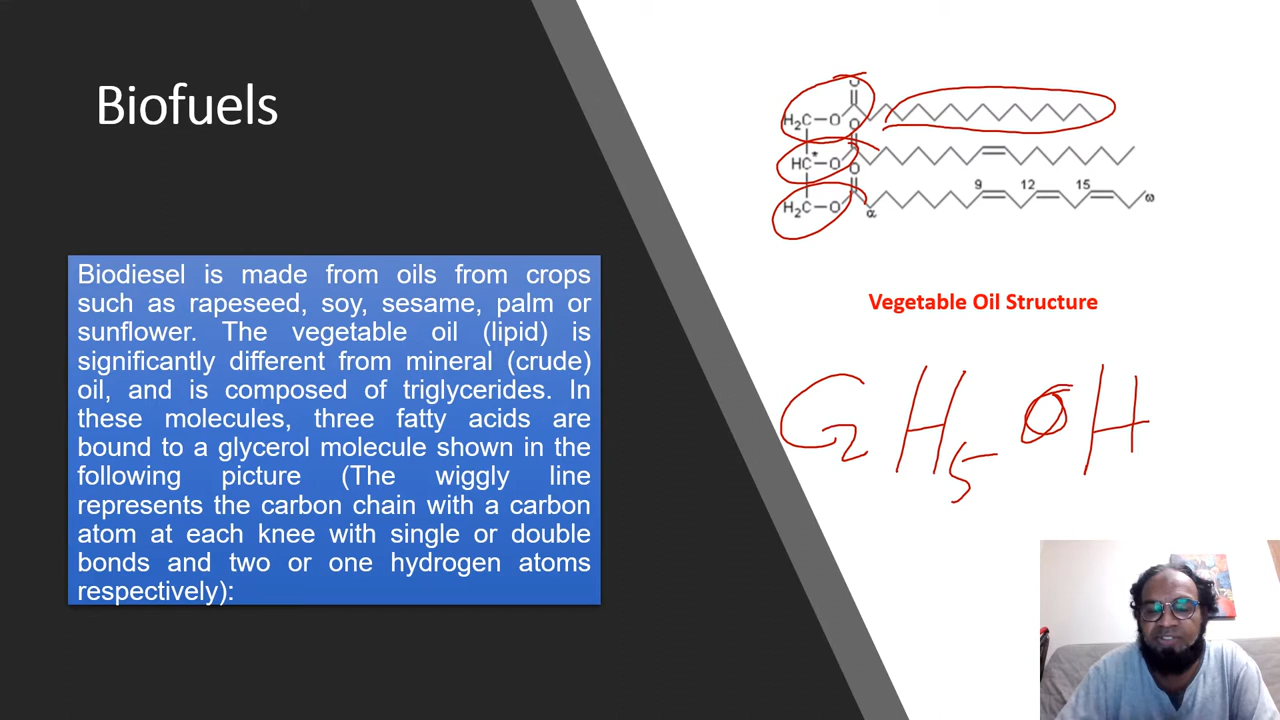 Biofuels
Biodiesel is made from oils from crops
such as rapeseed, soy, sesame, palm or
sunflower. The vegetable oil (lipid) is
significantly different from mineral (crude)
oil, and is composed of triglycerides. In
these molecules, three fatty acids are
bound to a glycerol molecule shown in the
following picture (The wiggly line
represents the carbon chain with a carbon
atom at each knee with single or double
bonds and two or one hydrogen atoms
respectively):
O
H₂C—O
O
HC*—O
O
9 12 15
H₂C—O
α ω
Vegetable Oil Structure
C2H5OH